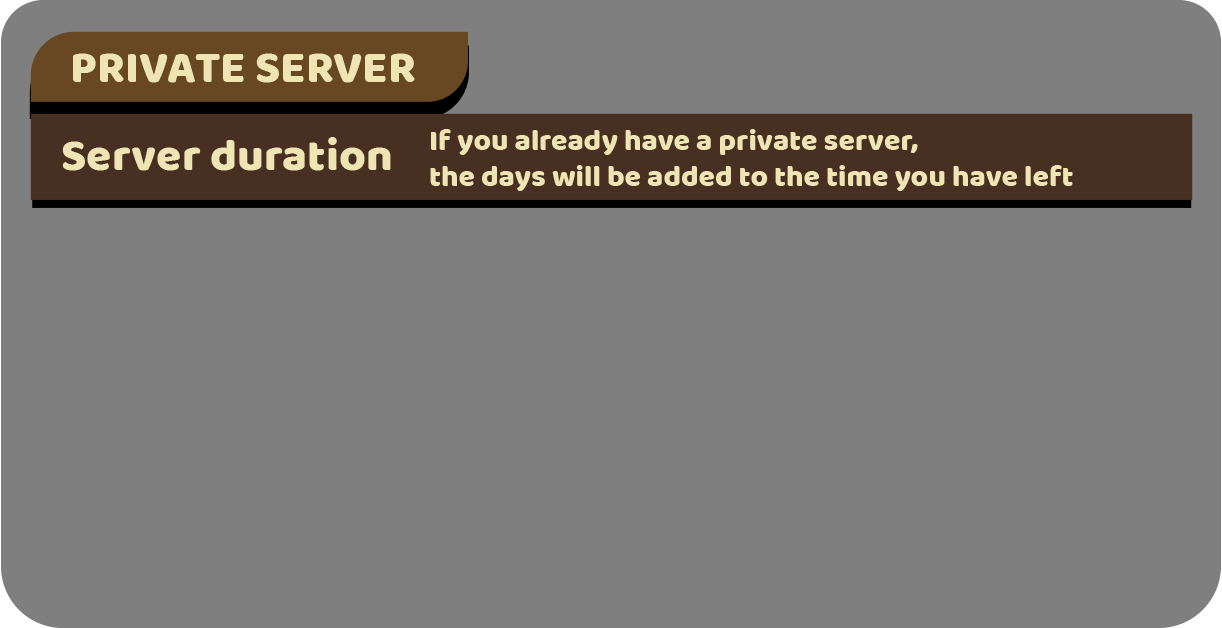 PRIVATE SERVER
Server duration
If you already have a private server,
the days will be added to the time you have left